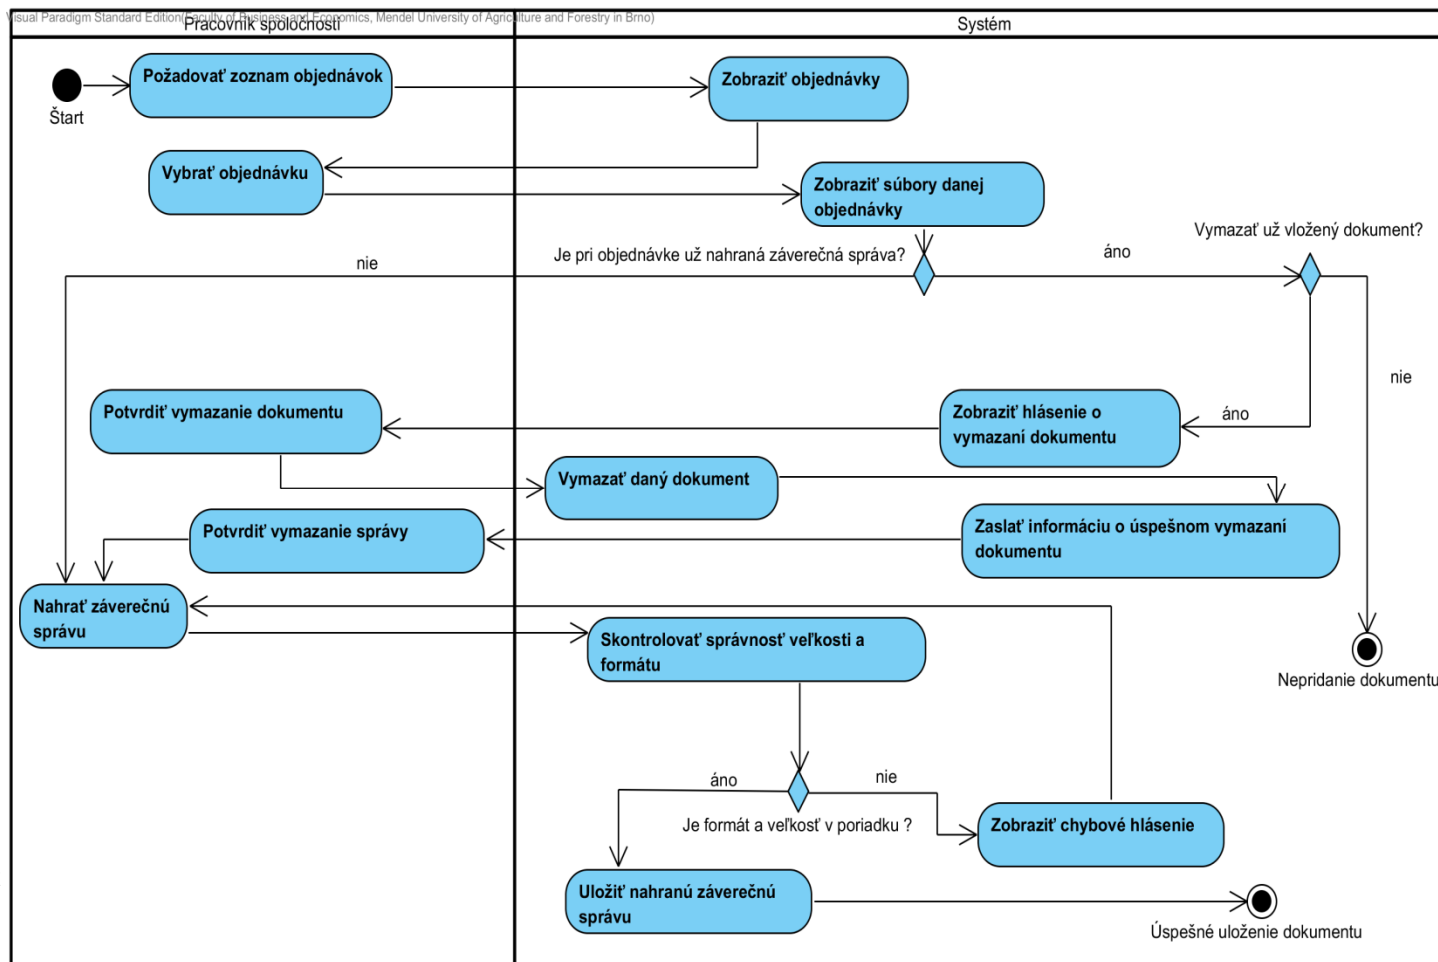 Visual Paradigm Standard Edition(Faculty of Business and Economics, Mendel University of Agriculture and Forestry in Brno)
Pracovník spoločnosti
Systém
Štart
Požadovať zoznam objednávok
Zobraziť objednávky
Vybrať objednávku
Zobraziť súbory danej
objednávky
Vymazať už vložený dokument?
Je pri objednávke už nahraná záverečná správa?
nie
áno
nie
áno
Potvrdiť vymazanie dokumentu
Zobraziť hlásenie o
vymazaní dokumentu
Vymazať daný dokument
Potvrdiť vymazanie správy
Zaslať informáciu o úspešnom vymazaní
dokumentu
Nahrať záverečnú
správu
Skontrolovať správnosť veľkosti a
formátu
Nepridanie dokumentu
áno
nie
Je formát a veľkosť v poriadku ?
Zobraziť chybové hlásenie
Uložiť nahranú záverečnú
správu
Úspešné uloženie dokumentu